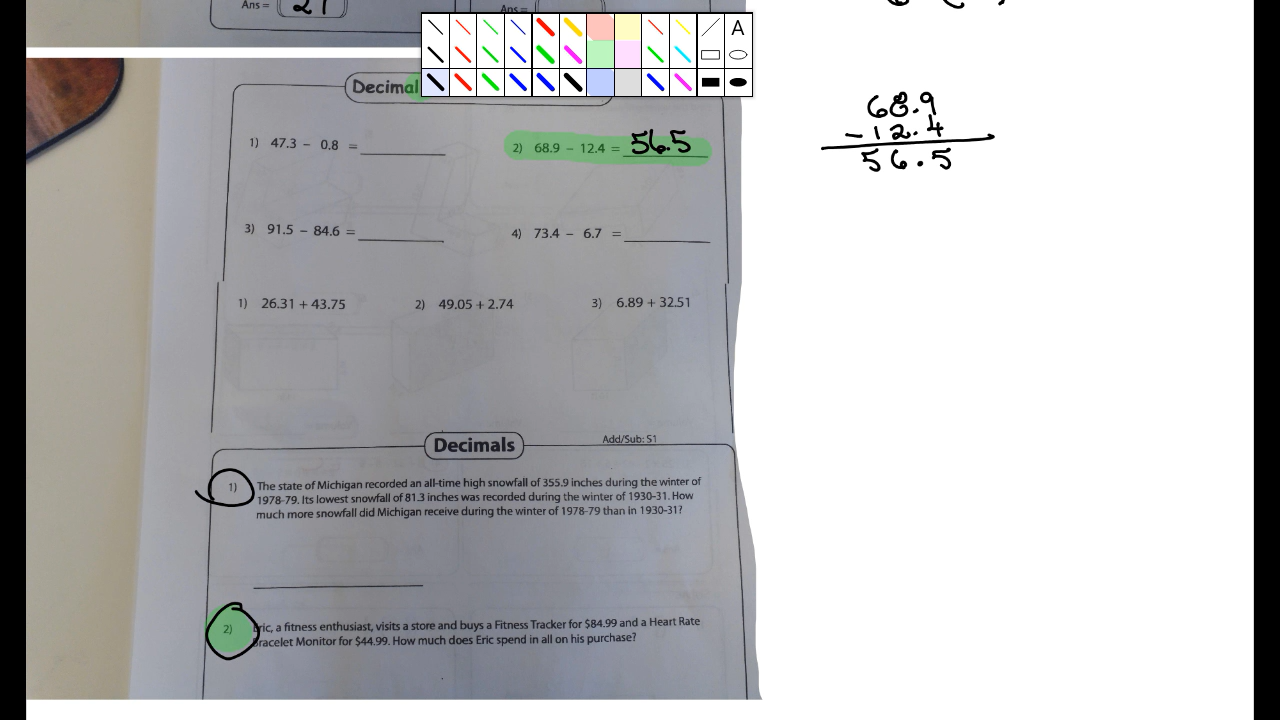 Ans = 21
Ans =
A
Decimal
68.9
1) 47.3 - 0.8 = ________
2) 68.9 - 12.4 = 56.5
-12.4
56.5
3) 91.5 - 84.6 = ________
4) 73.4 - 6.7 = ________
1) 26.31 + 43.75
2) 49.05 + 2.74
3) 6.89 + 32.51
Decimals
Add/Sub: S1
1) The state of Michigan recorded an all-time high snowfall of 355.9 inches during the winter of
1978-79. Its lowest snowfall of 81.3 inches was recorded during the winter of 1930-31. How
much more snowfall did Michigan receive during the winter of 1978-79 than in 1930-31?
2) Eric, a fitness enthusiast, visits a store and buys a Fitness Tracker for $84.99 and a Heart Rate
Bracelet Monitor for $44.99. How much does Eric spend in all on his purchase?